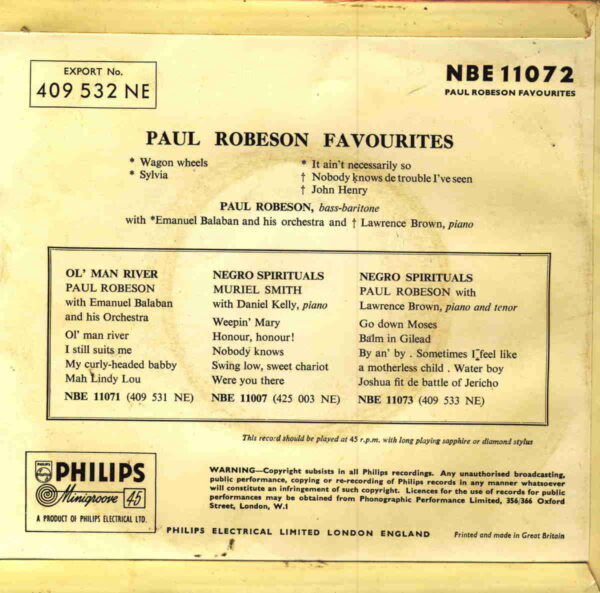 EXPORT No.
409 532 NE
NBE 11072
PAUL ROBESON FAVOURITES
PAUL ROBESON FAVOURITES
* Wagon wheels
* Sylvia
* It ain't necessarily so
† Nobody knows de trouble I've seen
† John Henry
PAUL ROBESON, bass-baritone
with *Emanuel Balaban and his orchestra and † Lawrence Brown, piano
OL' MAN RIVER
PAUL ROBESON
with Emanuel Balaban
and his Orchestra
Ol' man river
I still suits me
My curly-headed babby
Mah Lindy Lou
NBE 11071 (409 531 NE)
NEGRO SPIRITUALS
MURIEL SMITH
with Daniel Kelly, piano
Weepin' Mary
Honour, honour!
Nobody knows
Swing low, sweet chariot
Were you there
NBE 11007 (425 003 NE)
NEGRO SPIRITUALS
PAUL ROBESON with
Lawrence Brown, piano and tenor
Go down Moses
Balm in Gilead
By an' by . Sometimes I feel like
a motherless child . Water boy
Joshua fit de battle of Jericho
NBE 11073 (409 533 NE)
This record should be played at 45 r.p.m. with long playing sapphire or diamond stylus
PHILIPS
PHILIPS
Minigroove 45
A PRODUCT OF PHILIPS ELECTRICAL LTD.
WARNING—Copyright subsists in all Philips recordings. Any unauthorised broadcasting,
public performance, copying or re-recording of Philips records in any manner whatsoever
will constitute an infringement of such copyright. Licences for the use of records for public
performances may be obtained from Phonographic Performance Limited, 356/366 Oxford
Street, London, W.1
PHILIPS ELECTRICAL LIMITED LONDON ENGLAND
Printed and made in Great Britain